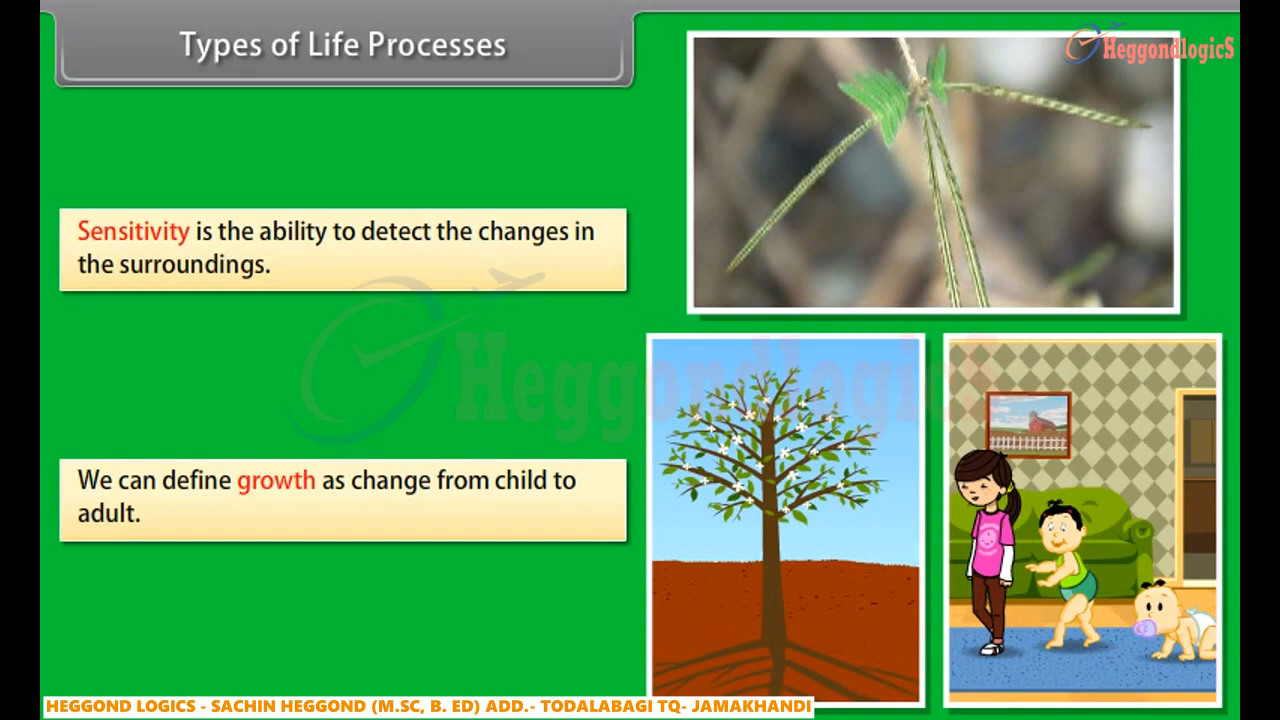 Types of Life Processes
HeggondlogicS
Sensitivity is the ability to detect the changes in
the surroundings.
HeggondlogicS
We can define growth as change from child to
adult.
HEGGOND LOGICS - SACHIN HEGGOND (M.SC, B. ED) ADD.- TODALABAGI TQ- JAMAKHANDI